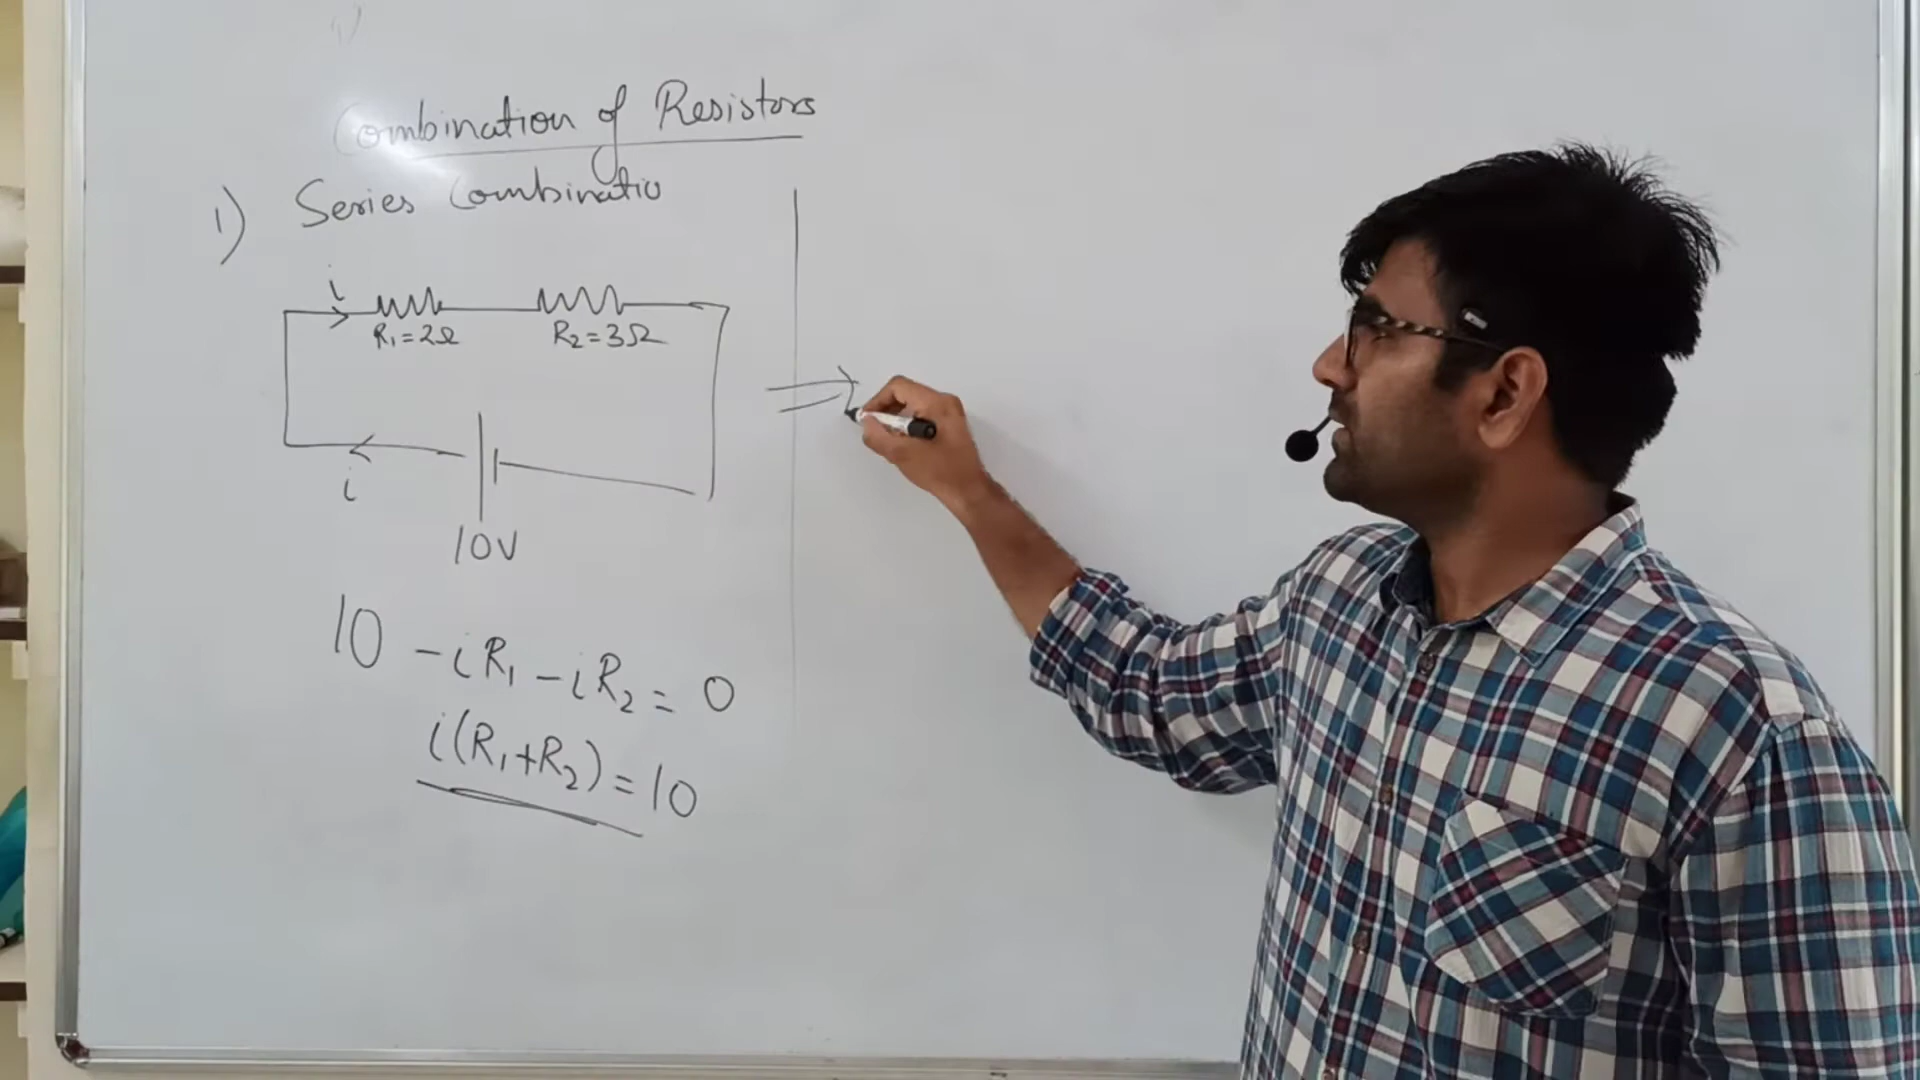 Combination of Resistors
1) Series Combinatio
i
R₁=2Ω R₂=3Ω
i
10V
10 -iR₁ -iR₂ = 0
i(R₁+R₂) = 10